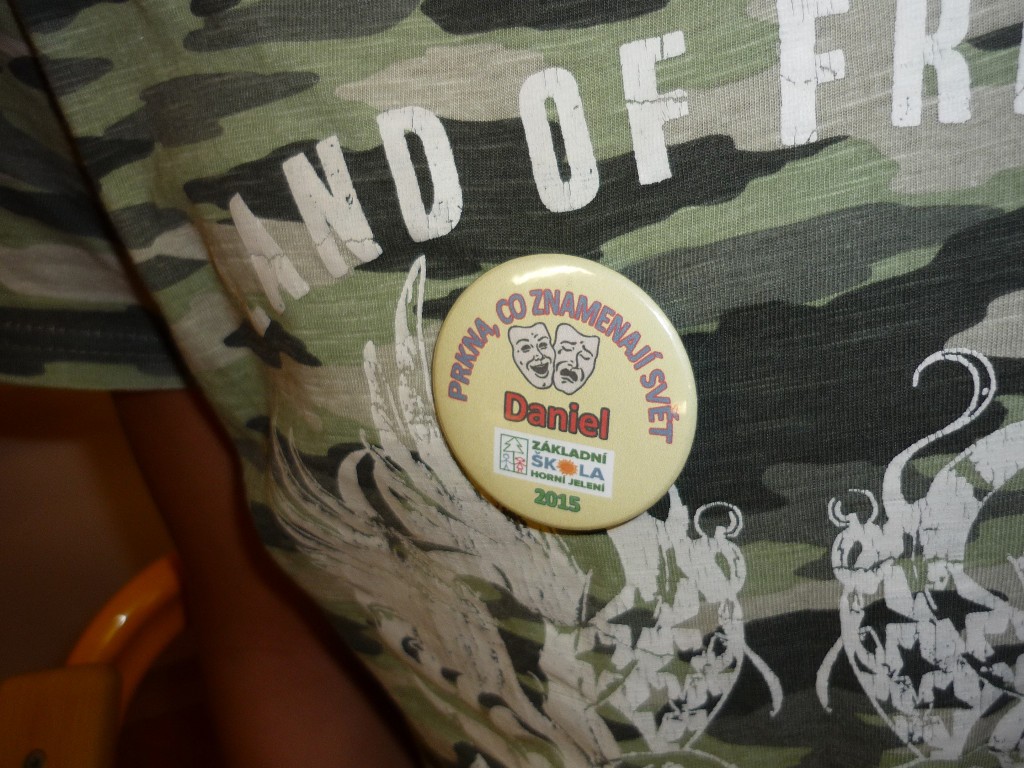 AND OF FR
PRKNA, CO ZNAMENAJÍ SVĚT
Daniel
ZÁKLADNÍ
ŠKOLA
HORNÍ JELENÍ
2015